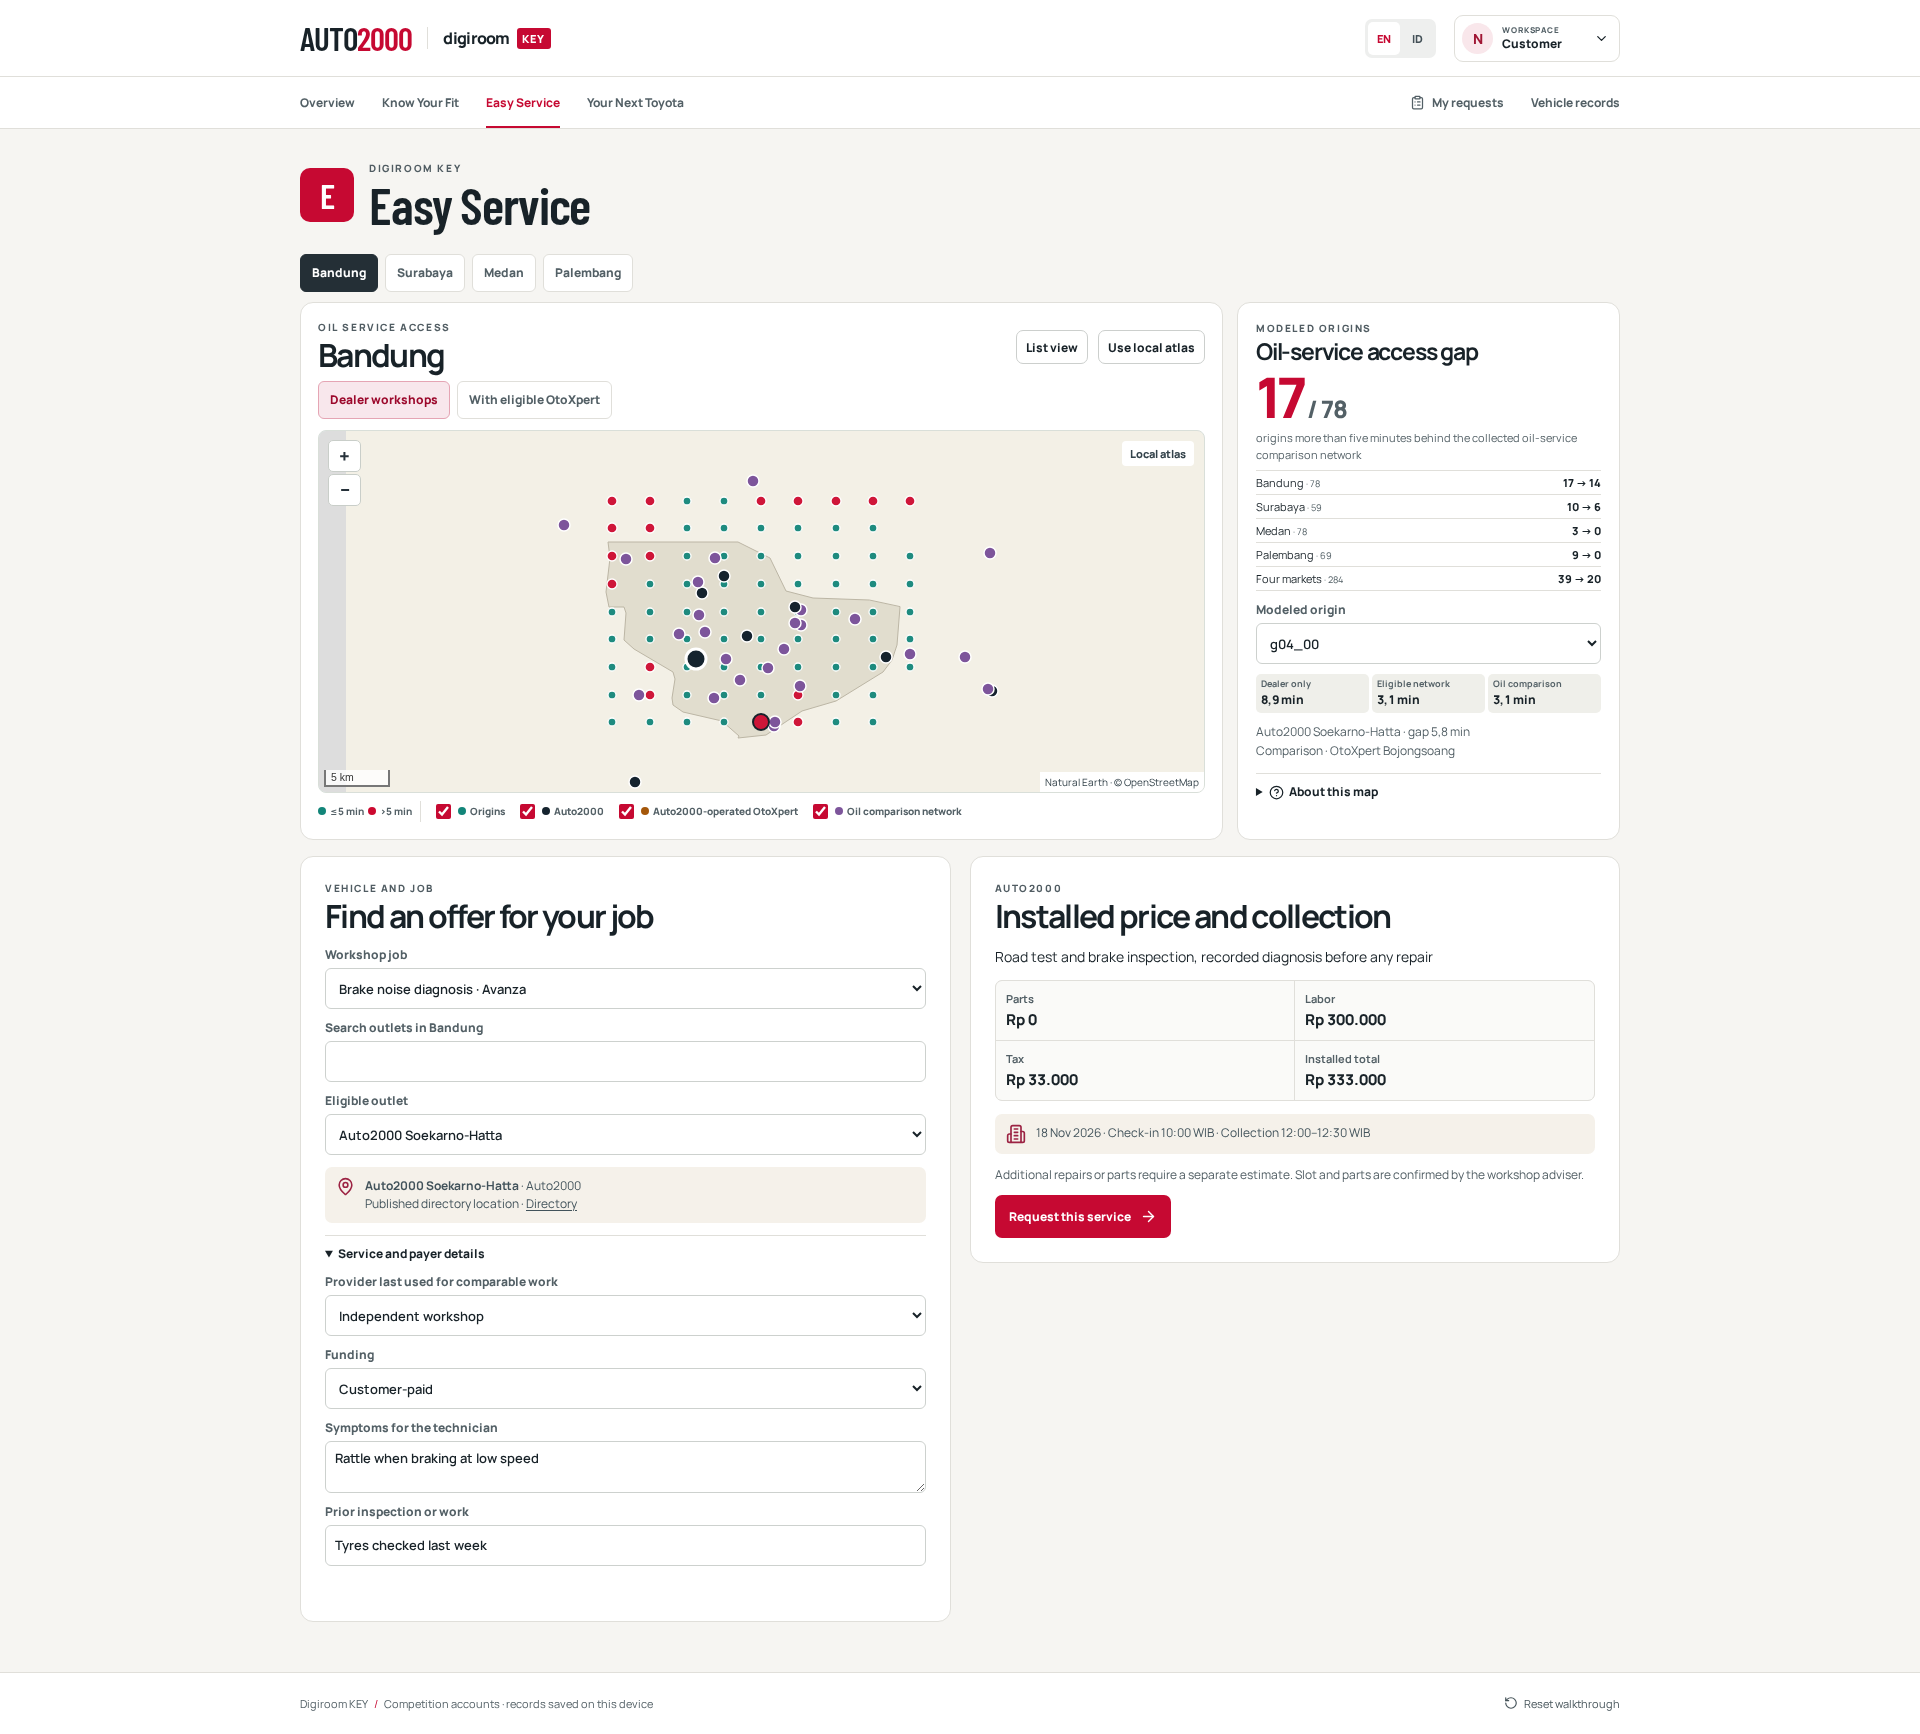 AUTO2000 digiroom KEY
EN ID
N WORKSPACE Customer
Overview Know Your Fit Easy Service Your Next Toyota My requests Vehicle records
DIGIROOM KEY
E Easy Service
Bandung Surabaya Medan Palembang
OIL SERVICE ACCESS
Bandung
List view Use local atlas
Dealer workshops With eligible OtoXpert
+
−
Local atlas
5 km
Natural Earth · © OpenStreetMap
≤5 min >5 min Origins Auto2000 Auto2000-operated OtoXpert Oil comparison network
MODELED ORIGINS
Oil-service access gap
17 / 78
origins more than five minutes behind the collected oil-service
comparison network
Bandung · 78 17 → 14
Surabaya · 59 10 → 6
Medan · 78 3 → 0
Palembang · 69 9 → 0
Four markets · 284 39 → 20
Modeled origin
g04_00
Dealer only Eligible network Oil comparison
8,9 min 3,1 min 3,1 min
Auto2000 Soekarno-Hatta · gap 5,8 min
Comparison · OtoXpert Bojongsoang
About this map
VEHICLE AND JOB
Find an offer for your job
Workshop job
Brake noise diagnosis · Avanza
Search outlets in Bandung
Eligible outlet
Auto2000 Soekarno-Hatta
Auto2000 Soekarno-Hatta · Auto2000
Published directory location · Directory
Service and payer details
Provider last used for comparable work
Independent workshop
Funding
Customer-paid
Symptoms for the technician
Rattle when braking at low speed
Prior inspection or work
Tyres checked last week
AUTO2000
Installed price and collection
Road test and brake inspection, recorded diagnosis before any repair
Parts Labor
Rp 0 Rp 300.000
Tax Installed total
Rp 33.000 Rp 333.000
18 Nov 2026 · Check-in 10:00 WIB · Collection 12:00–12:30 WIB
Additional repairs or parts require a separate estimate. Slot and parts are confirmed by the workshop adviser.
Request this service
Digiroom KEY / Competition accounts · records saved on this device
Reset walkthrough